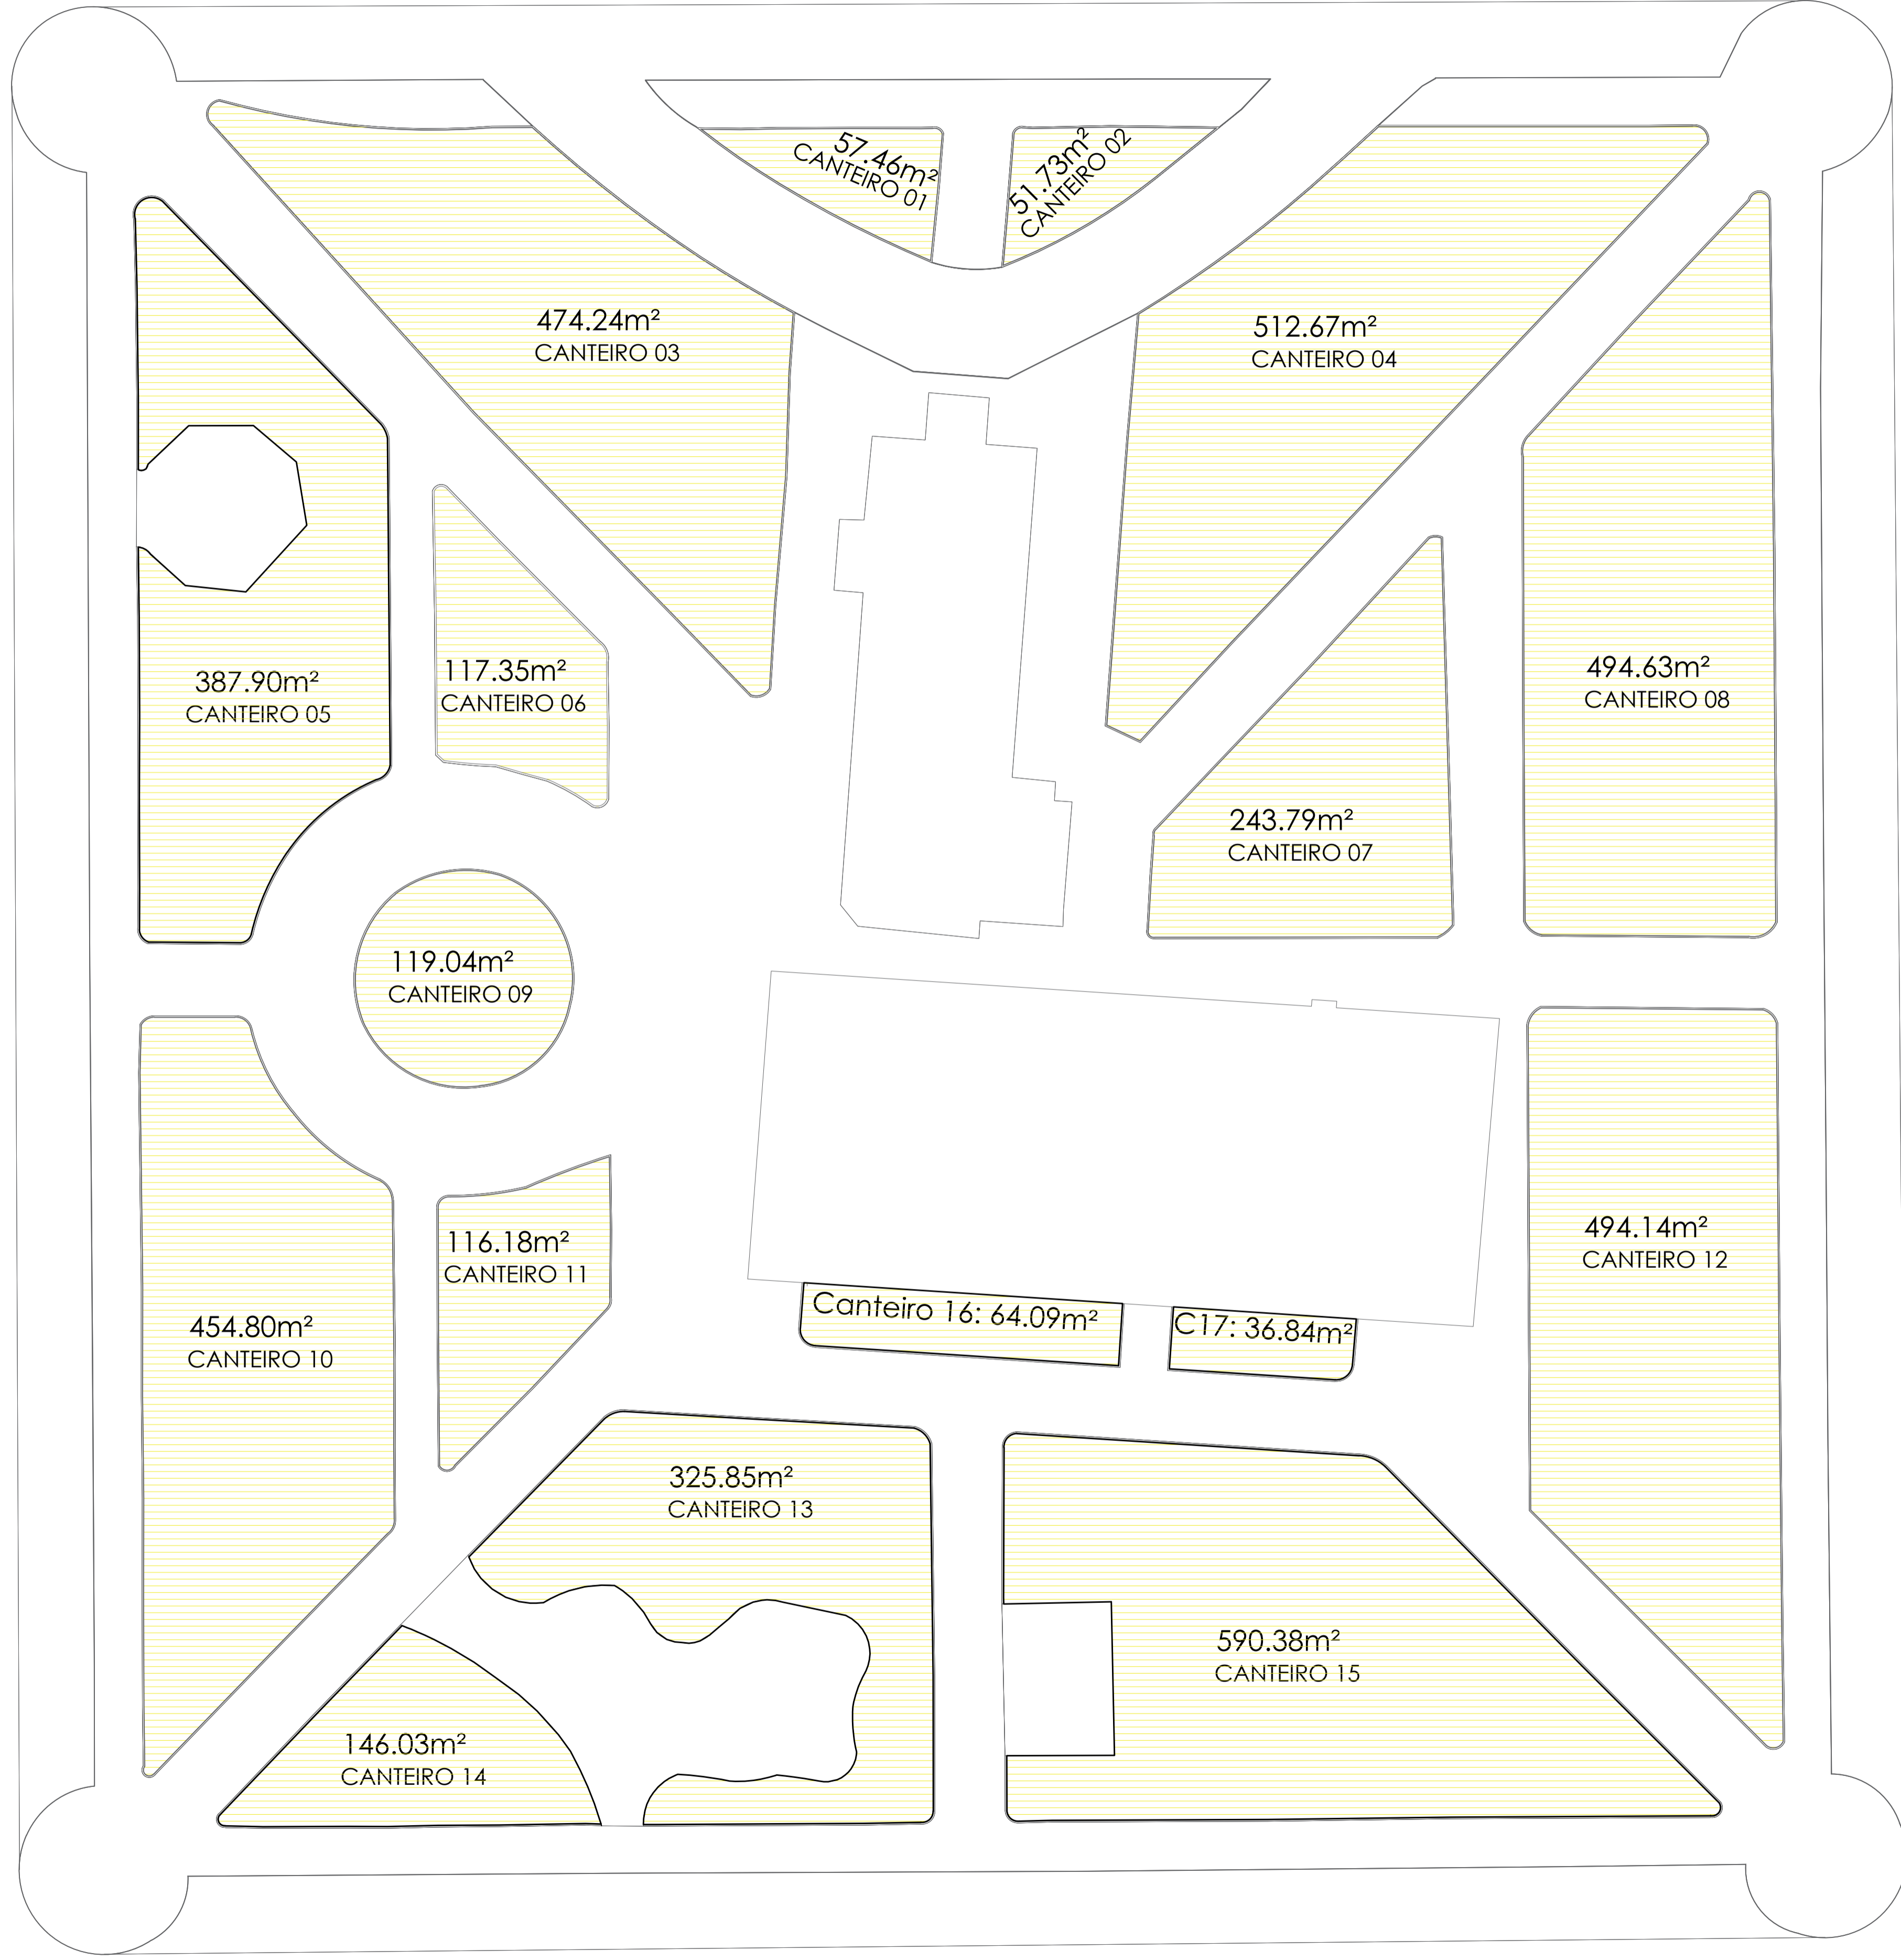 57.46m²
CANTEIRO 01
51.73m²
CANTEIRO 02
474.24m²
CANTEIRO 03
512.67m²
CANTEIRO 04
387.90m²
CANTEIRO 05
117.35m²
CANTEIRO 06
494.63m²
CANTEIRO 08
243.79m²
CANTEIRO 07
119.04m²
CANTEIRO 09
116.18m²
CANTEIRO 11
494.14m²
CANTEIRO 12
454.80m²
CANTEIRO 10
Canteiro 16: 64.09m²
C17: 36.84m²
325.85m²
CANTEIRO 13
590.38m²
CANTEIRO 15
146.03m²
CANTEIRO 14